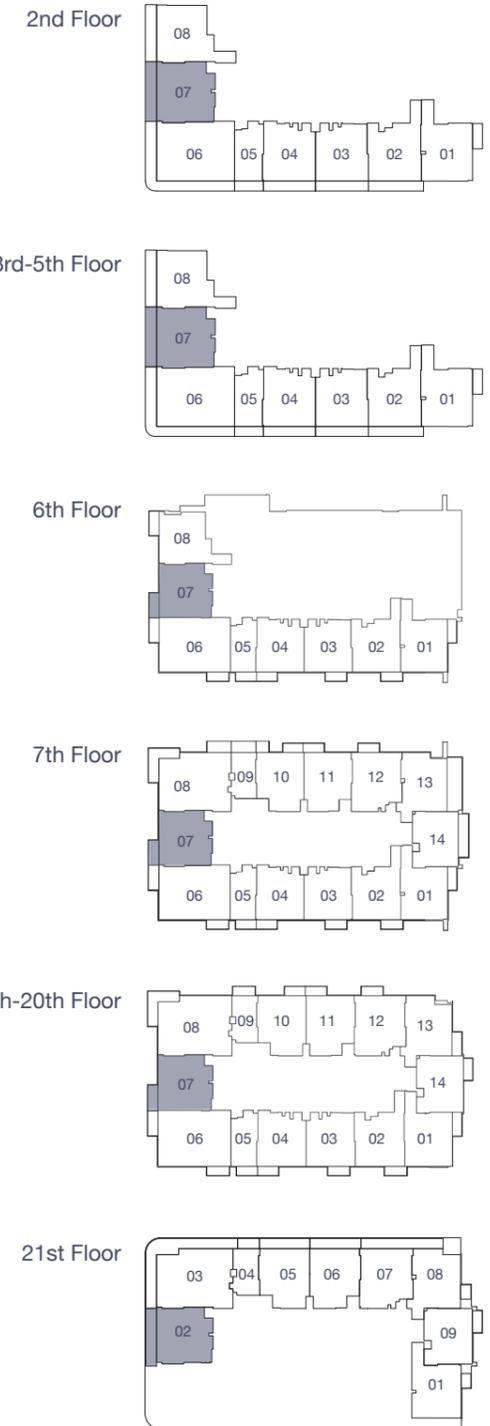 2nd Floor
08
07
06 05 04 03 02 01
3rd-5th Floor
08
07
06 05 04 03 02 01
6th Floor
08
07
06 05 04 03 02 01
7th Floor
08 09 10 11 12 13
07 14
06 05 04 03 02 01
h-20th Floor
08 09 10 11 12 13
07 14
06 05 04 03 02 01
21st Floor
03 04 05 06 07 08
02 09
01